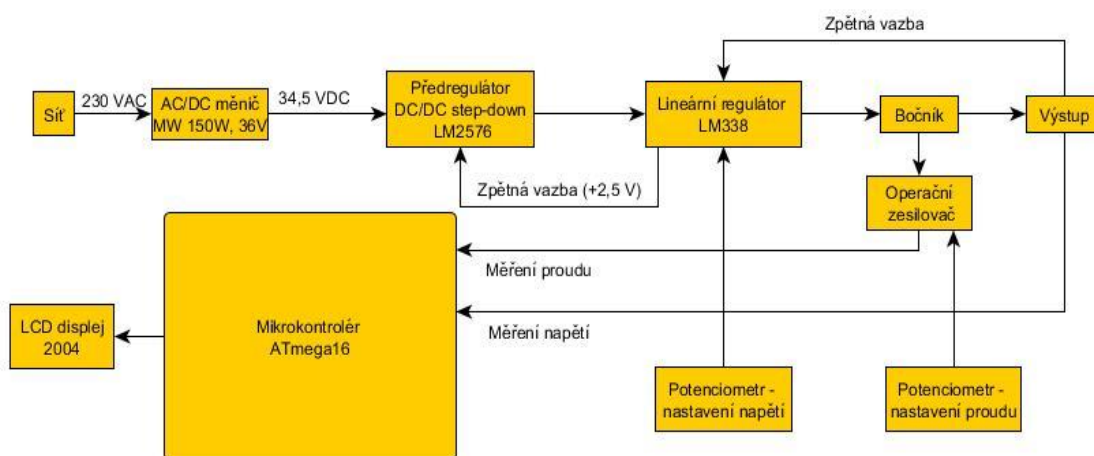 Zpětná vazba
Síť
230 VAC
AC/DC měnič
MW 150W, 36V
34,5 VDC
Předregulátor
DC/DC step-down
LM2576
Lineární regulátor
LM338
Bočník
Výstup
Zpětná vazba (+2,5 V)
Operační
zesilovač
Měření proudu
Měření napětí
LCD displej
2004
Mikrokontrolér
ATmega16
Potenciometr -
nastavení napětí
Potenciometr -
nastavení proudu